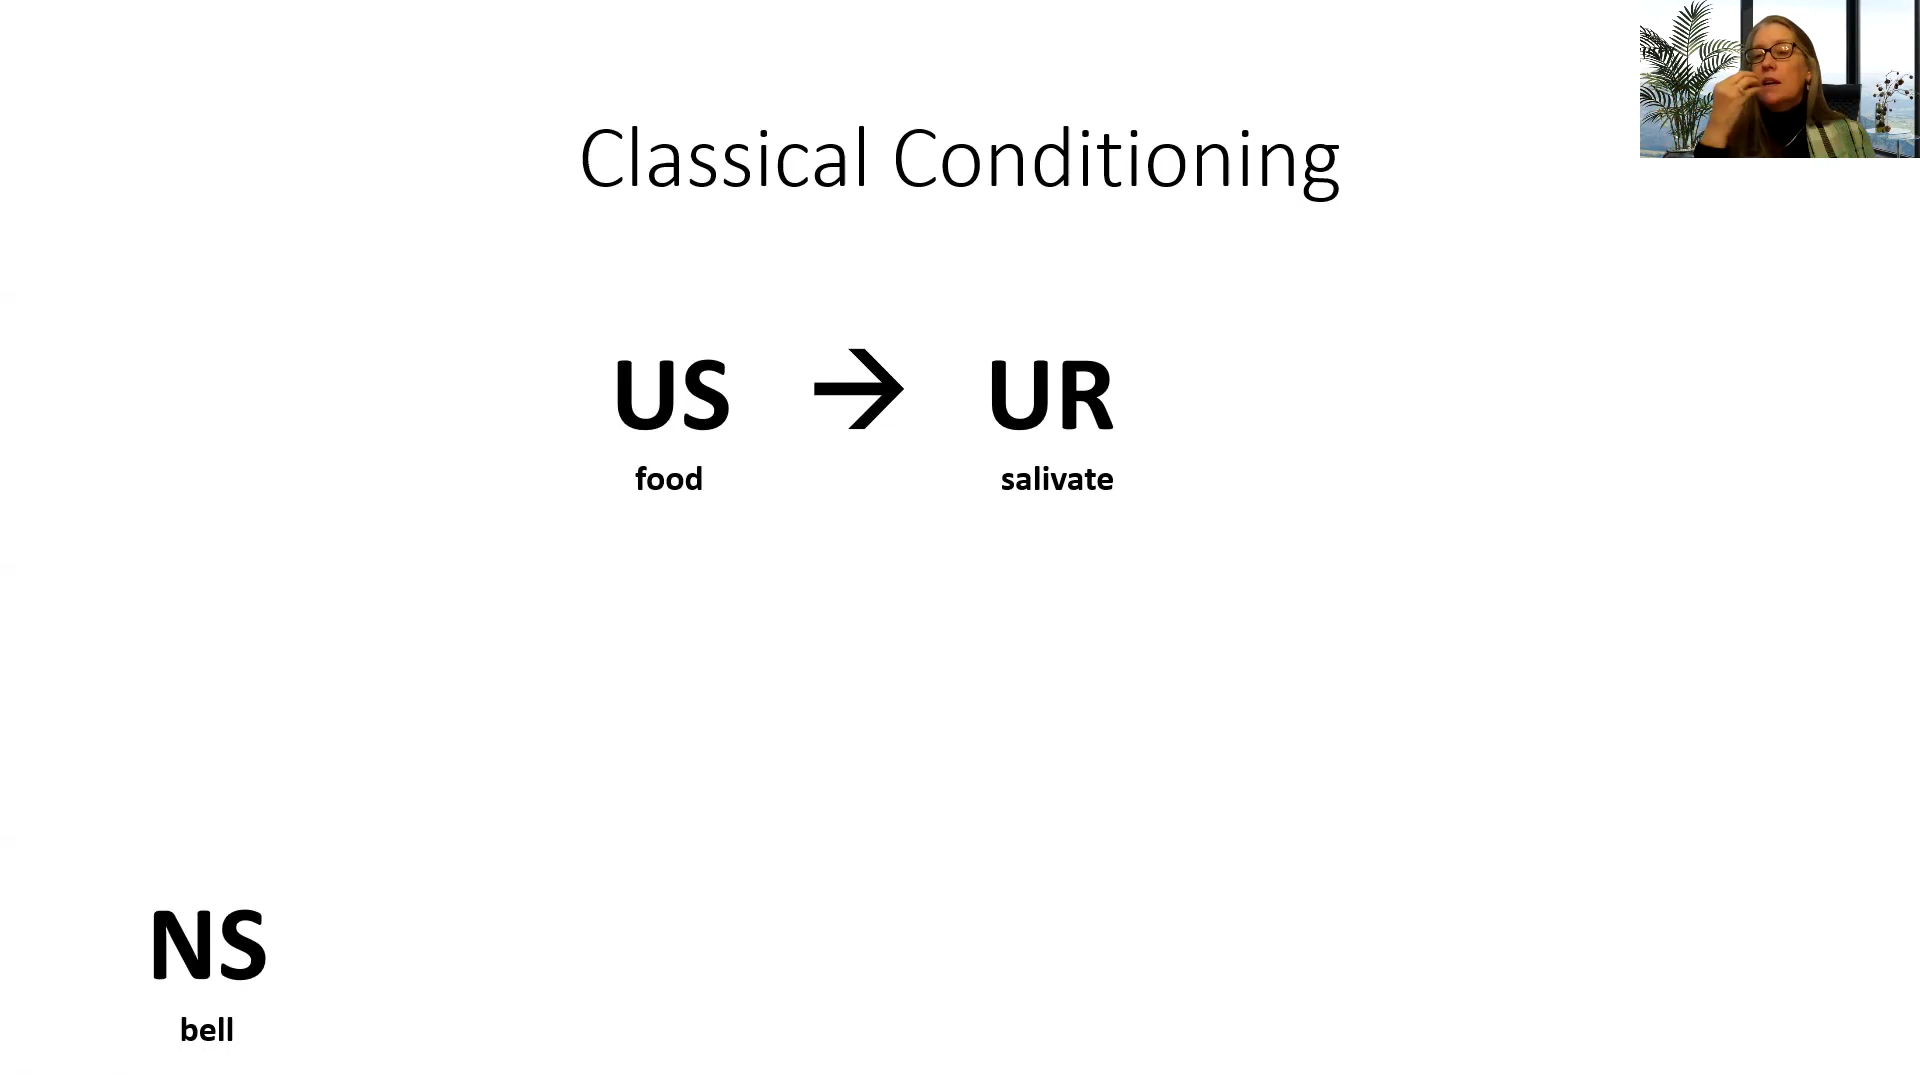 Classical Conditioning
US → UR
food salivate
NS
bell